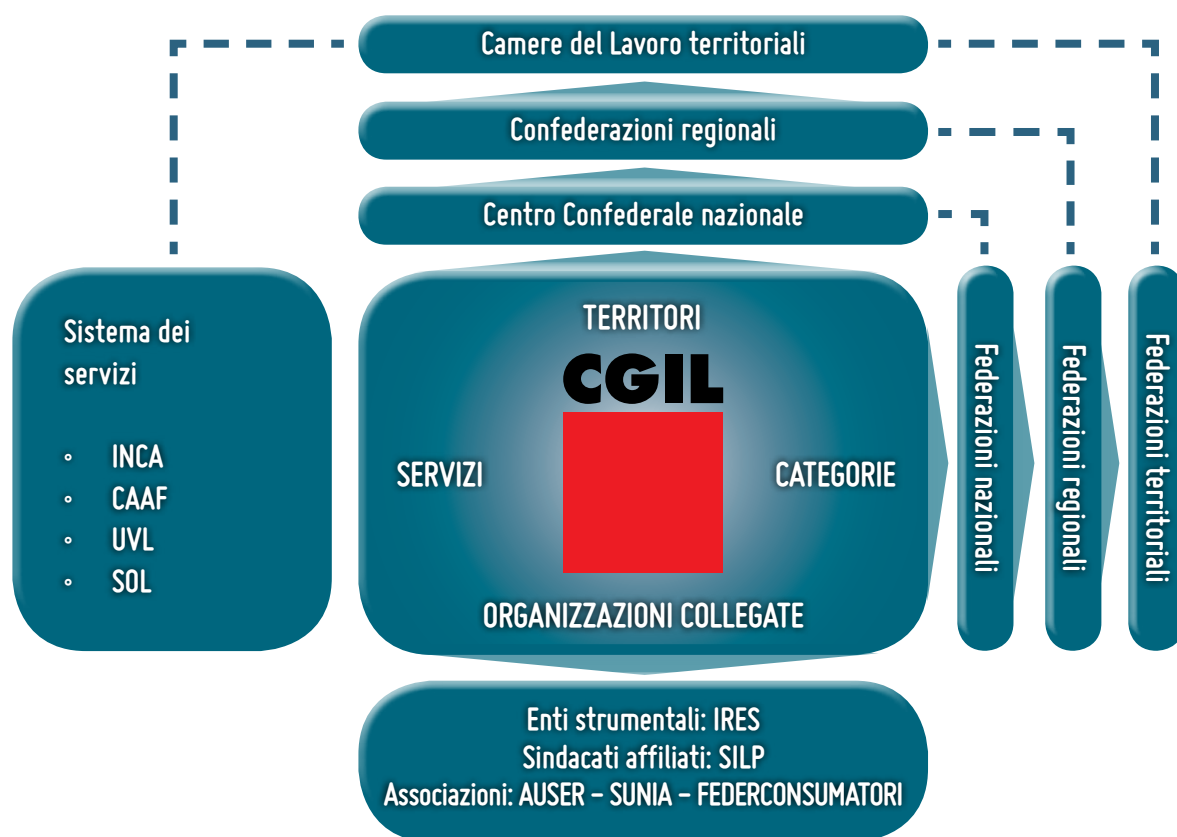 Camere del Lavoro territoriali
Confederazioni regionali
Centro Confederale nazionale
Sistema dei
servizi
◦ INCA
◦ CAAF
◦ UVL
◦ SOL
TERRITORI
CGIL
SERVIZI
CATEGORIE
ORGANIZZAZIONI COLLEGATE
Federazioni nazionali
Federazioni regionali
Federazioni territoriali
Enti strumentali: IRES
Sindacati affiliati: SILP
Associazioni: AUSER – SUNIA – FEDERCONSUMATORI